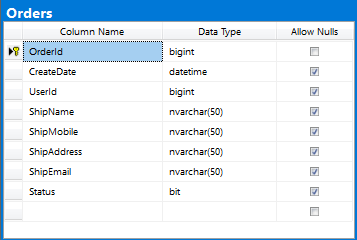 Orders
Column Name Data Type Allow Nulls
OrderId bigint
CreateDate datetime
UserId bigint
ShipName nvarchar(50)
ShipMobile nvarchar(50)
ShipAddress nvarchar(50)
ShipEmail nvarchar(50)
Status bit